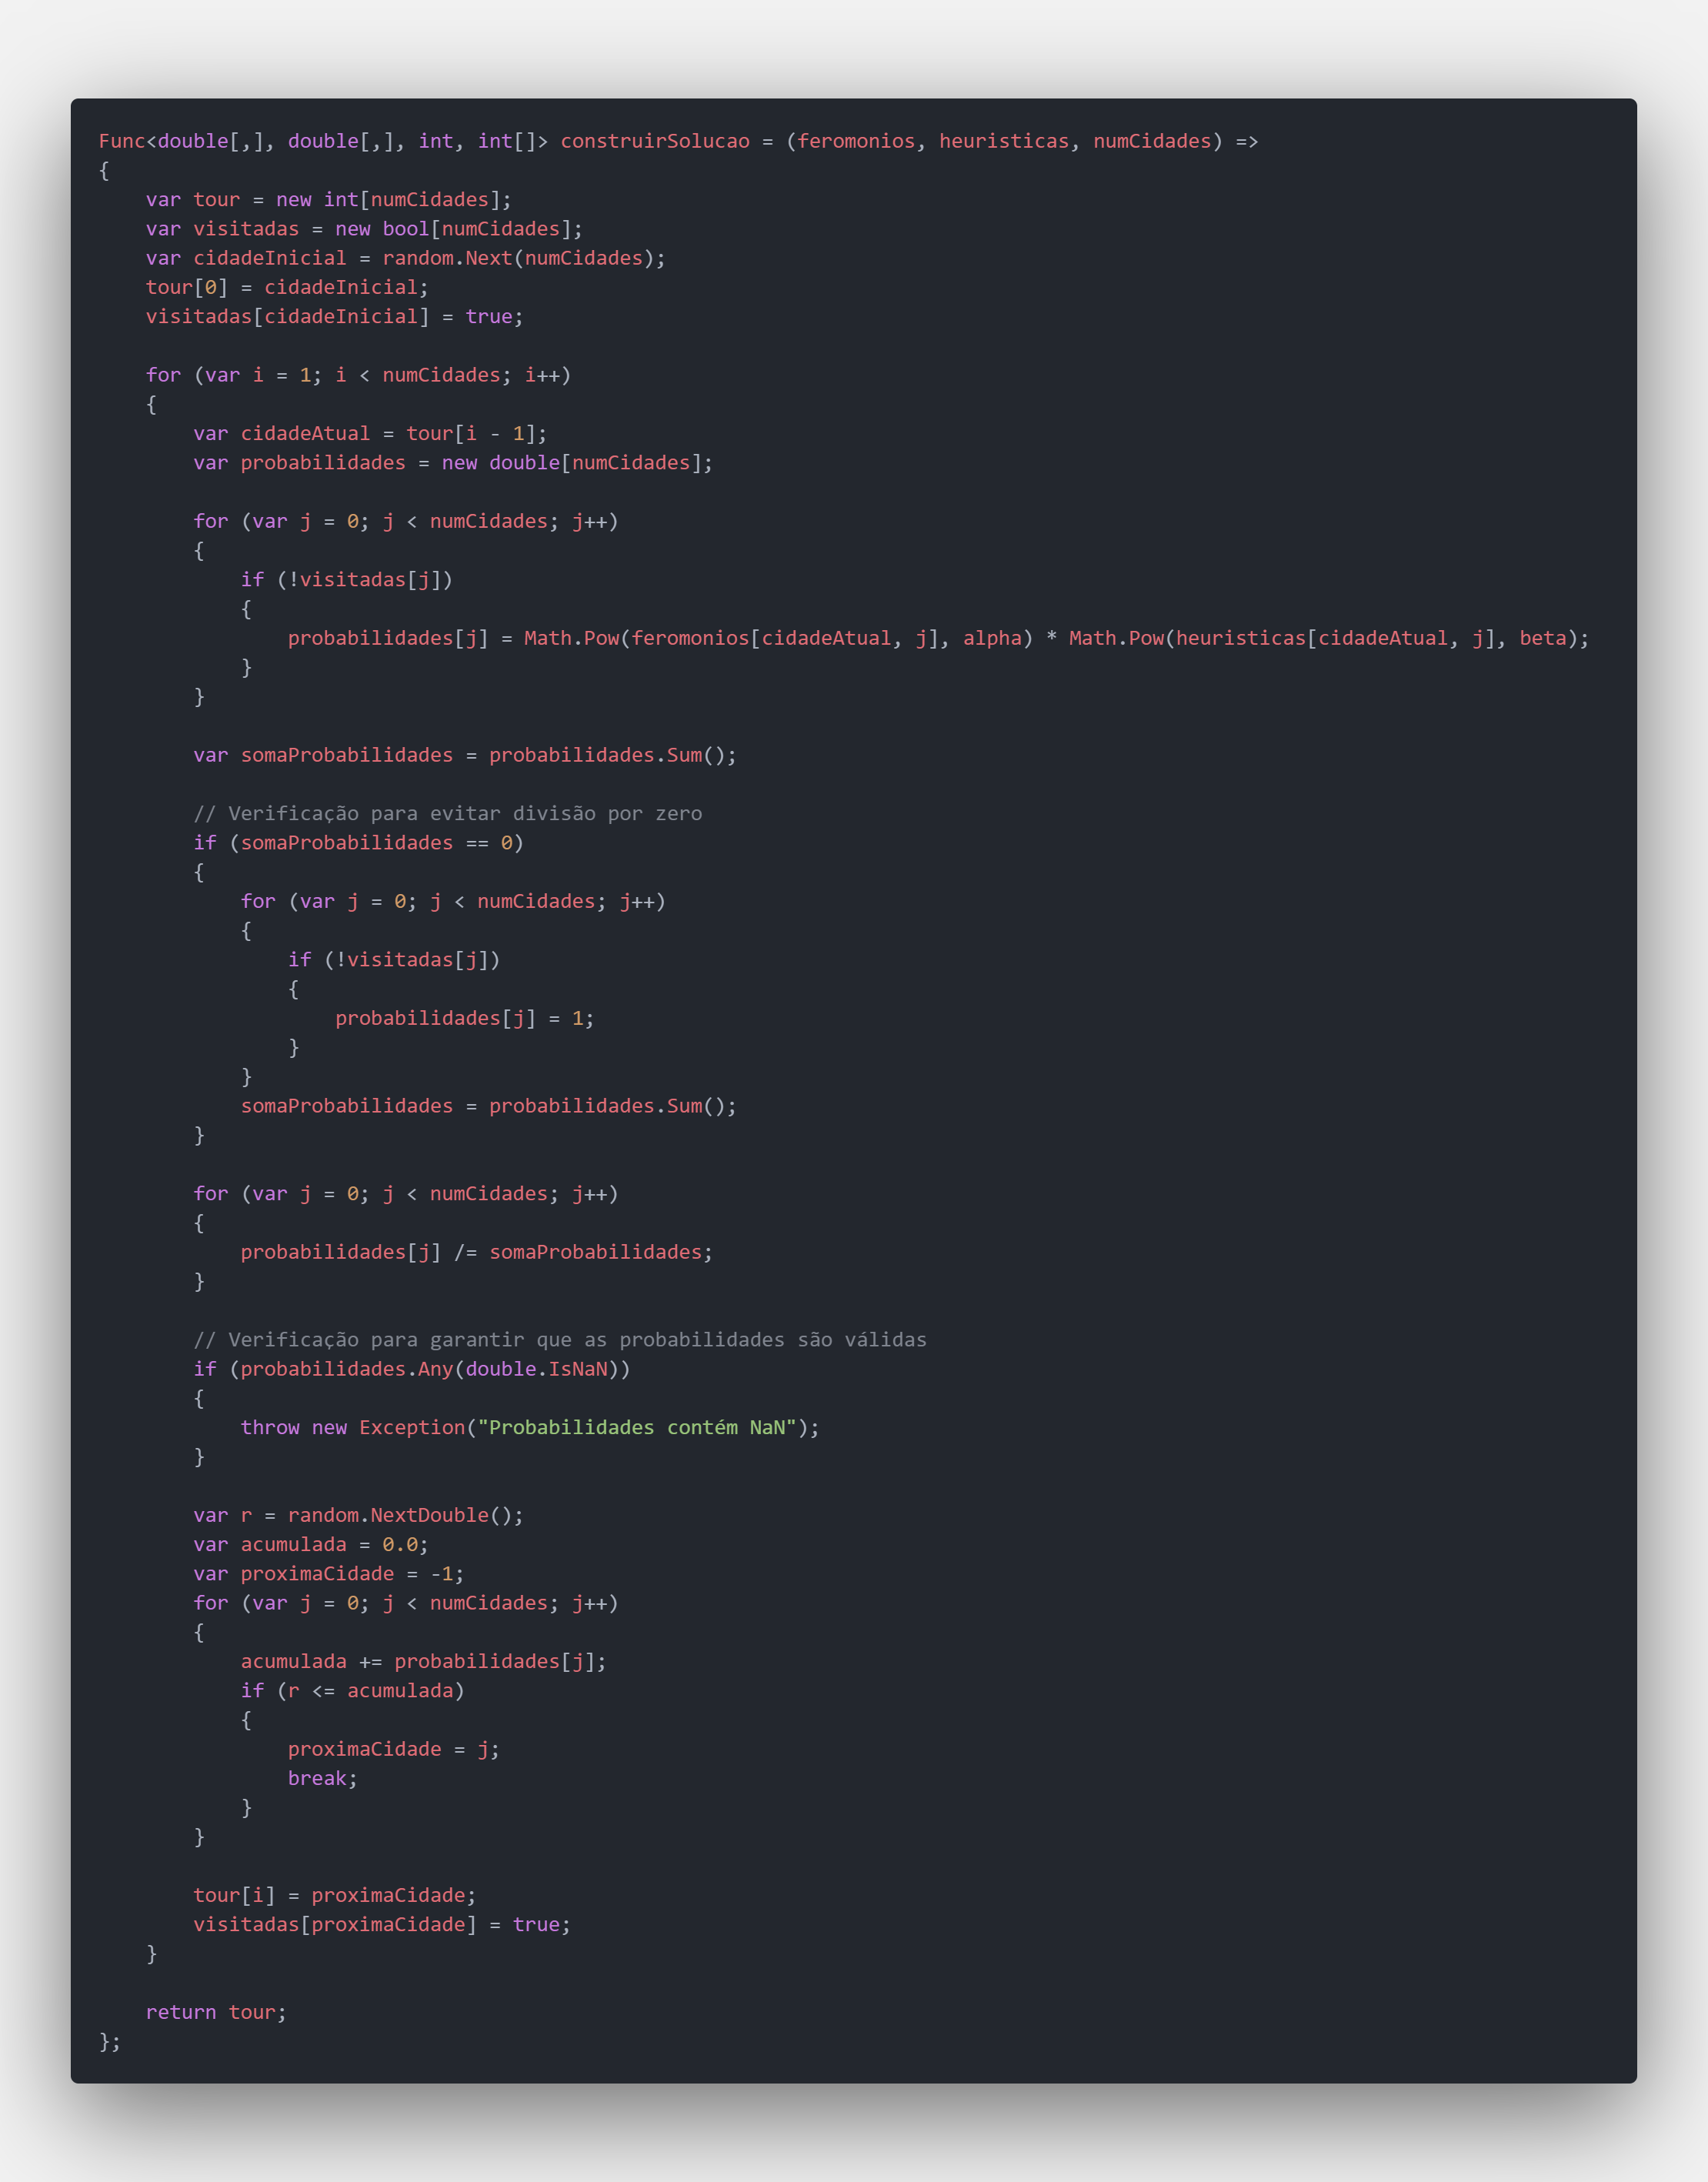 Func<double[,], double[,], int, int[]> construirSolucao = (feromonios, heuristicas, numCidades) =>
{
    var tour = new int[numCidades];
    var visitadas = new bool[numCidades];
    var cidadeInicial = random.Next(numCidades);
    tour[0] = cidadeInicial;
    visitadas[cidadeInicial] = true;

    for (var i = 1; i < numCidades; i++)
    {
        var cidadeAtual = tour[i - 1];
        var probabilidades = new double[numCidades];

        for (var j = 0; j < numCidades; j++)
        {
            if (!visitadas[j])
            {
                probabilidades[j] = Math.Pow(feromonios[cidadeAtual, j], alpha) * Math.Pow(heuristicas[cidadeAtual, j], beta);
            }
        }

        var somaProbabilidades = probabilidades.Sum();

        // Verificação para evitar divisão por zero
        if (somaProbabilidades == 0)
        {
            for (var j = 0; j < numCidades; j++)
            {
                if (!visitadas[j])
                {
                    probabilidades[j] = 1;
                }
            }
            somaProbabilidades = probabilidades.Sum();
        }

        for (var j = 0; j < numCidades; j++)
        {
            probabilidades[j] /= somaProbabilidades;
        }

        // Verificação para garantir que as probabilidades são válidas
        if (probabilidades.Any(double.IsNaN))
        {
            throw new Exception("Probabilidades contém NaN");
        }

        var r = random.NextDouble();
        var acumulada = 0.0;
        var proximaCidade = -1;
        for (var j = 0; j < numCidades; j++)
        {
            acumulada += probabilidades[j];
            if (r <= acumulada)
            {
                proximaCidade = j;
                break;
            }
        }

        tour[i] = proximaCidade;
        visitadas[proximaCidade] = true;
    }

    return tour;
};